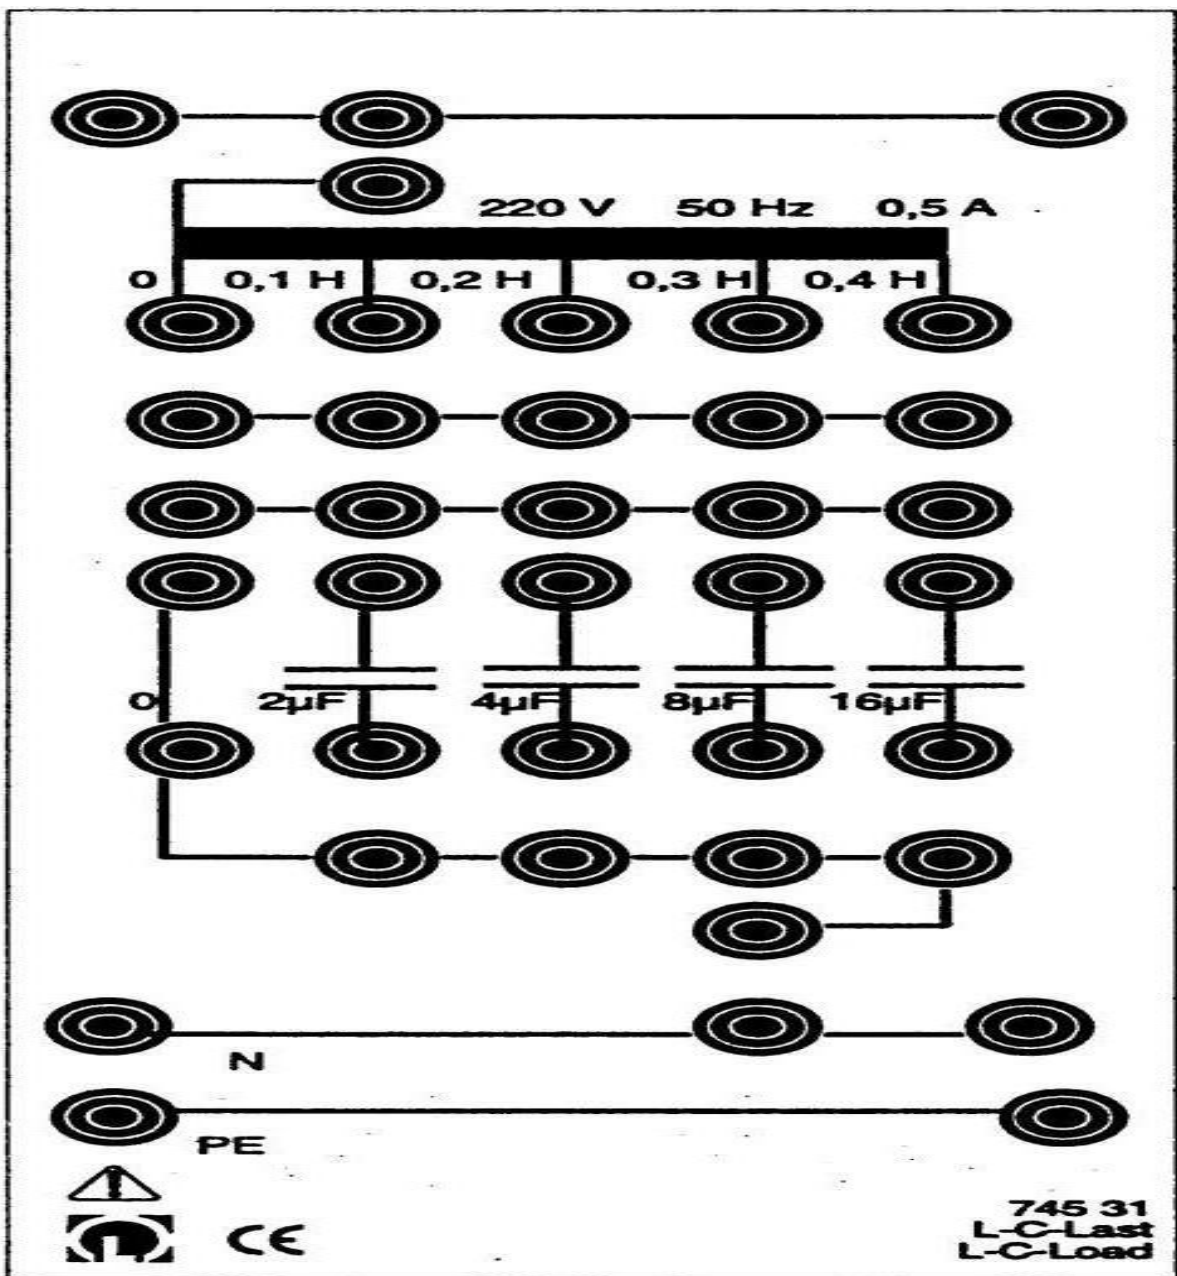 220 V 50 Hz 0,5 A
0 0,1 H 0,2 H 0,3 H 0,4 H
0 2µF 4µF 8µF 16µF
N
PE
L
CE
745 31
L-C-Last
L-C-Load